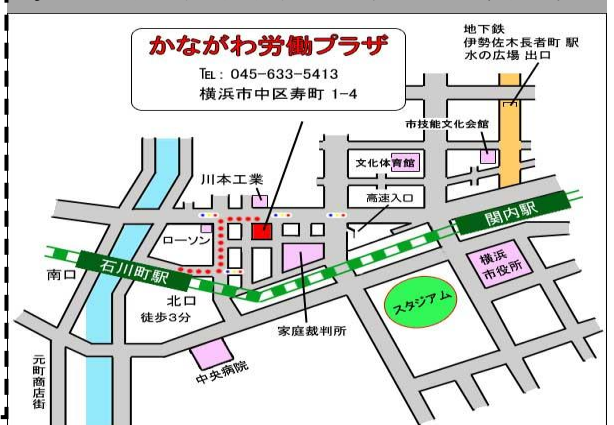 かながわ労働プラザ
TEL: 045-633-5413
横浜市中区寿町 1-4
地下鉄
伊勢佐木長者町 駅
水の広場 出口
市技能文化会館
文化体育館
川本工業
高速入口
関内駅
ローソン
石川町駅
南口
北口
徒歩3分
横浜
市役所
スタジアム
家庭裁判所
中央病院
元町商店街